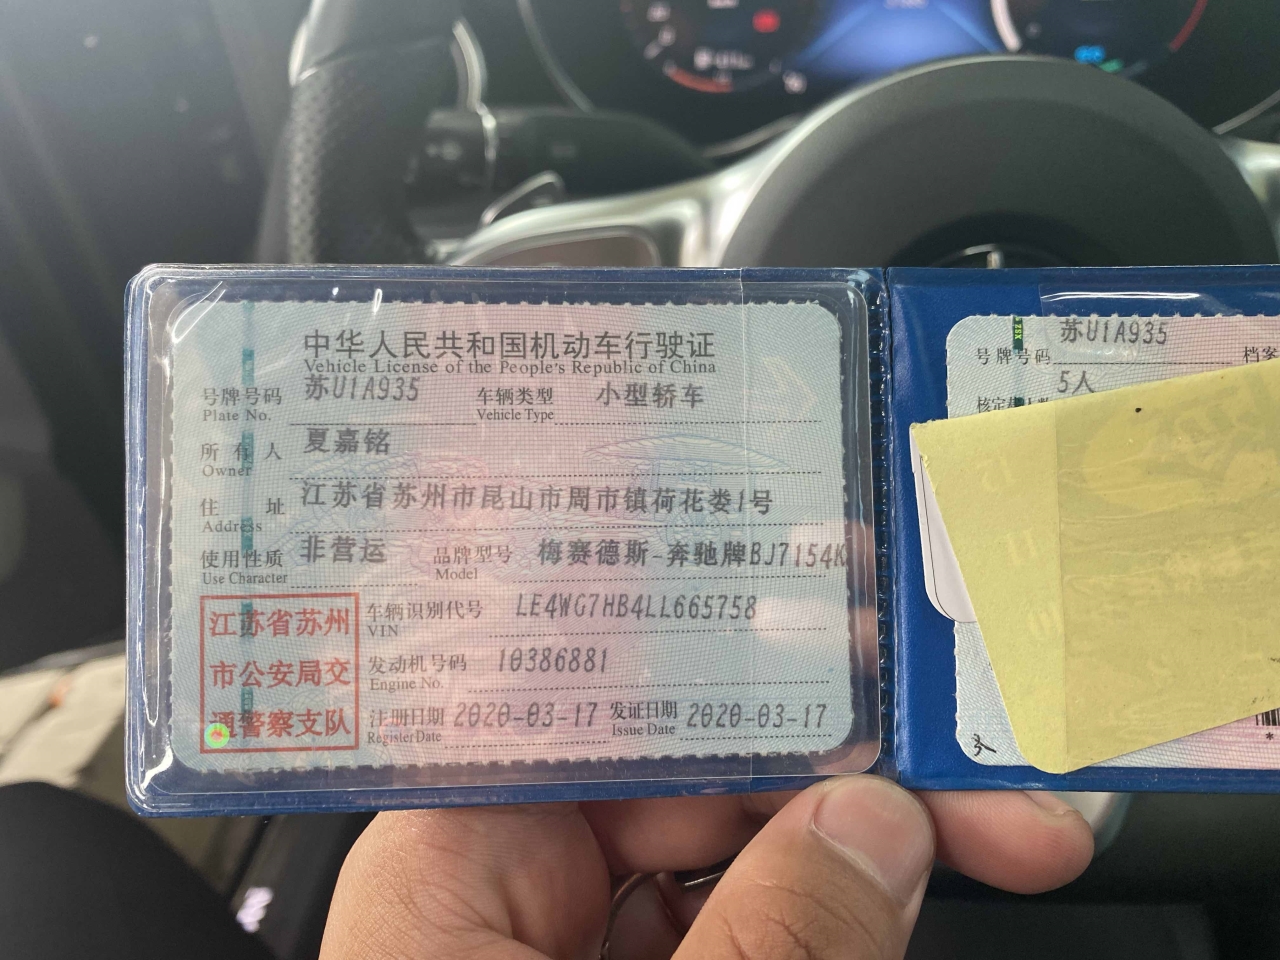 中华人民共和国机动车行驶证
Vehicle License of the People's Republic of China
号牌号码 苏U1A935 车辆类型 小型轿车
Plate No. Vehicle Type
所有人 夏嘉铭
Owner
住址 江苏省苏州市昆山市周市镇荷花娄1号
Address
使用性质 非营运 品牌型号 梅赛德斯-奔驰牌BJ7154K
Use Character Model
江苏省苏州
市公安局交
通警察支队
车辆识别代号 LE4WG7HB4LL665758
VIN
发动机号码 10386881
Engine No.
注册日期 2020-03-17 发证日期 2020-03-17
Register Date Issue Date
号牌号码 苏U1A935 档案
5人